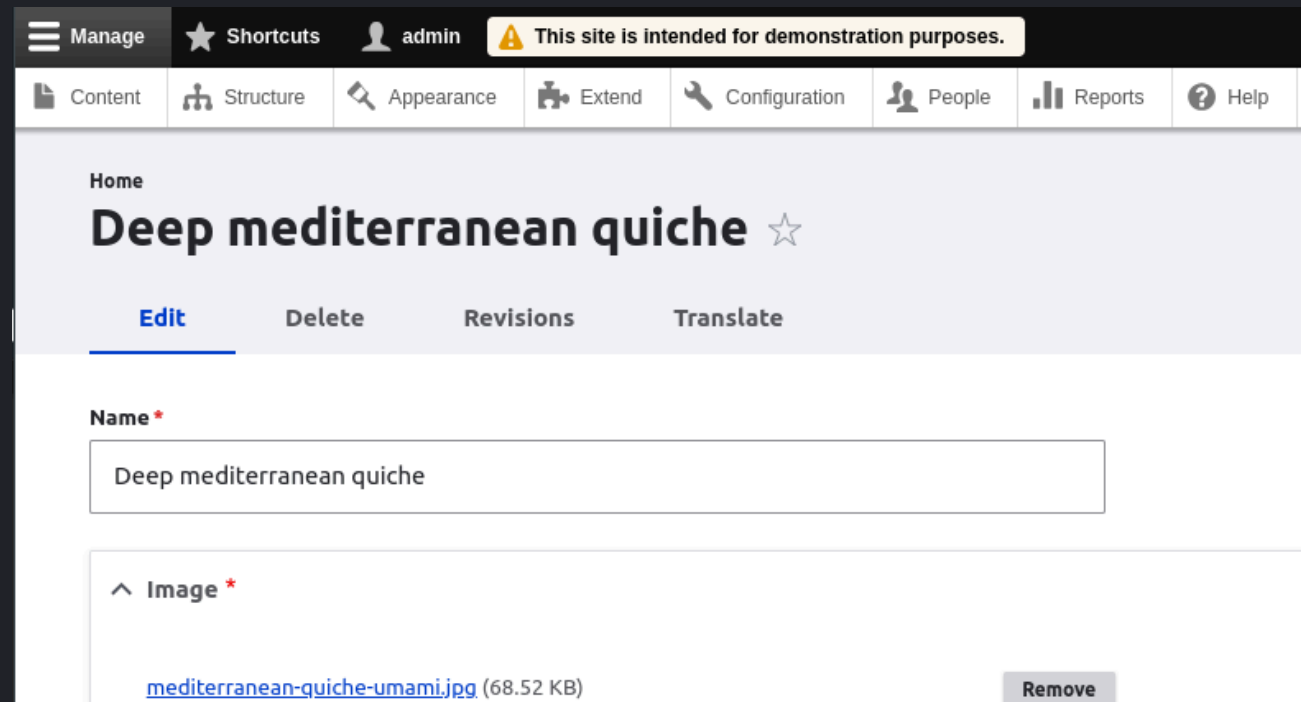 Manage Shortcuts admin This site is intended for demonstration purposes.
Content Structure Appearance Extend Configuration People Reports Help
Home
Deep mediterranean quiche
Edit Delete Revisions Translate
Name*
Deep mediterranean quiche
Image *
mediterranean-quiche-umami.jpg (68.52 KB) Remove